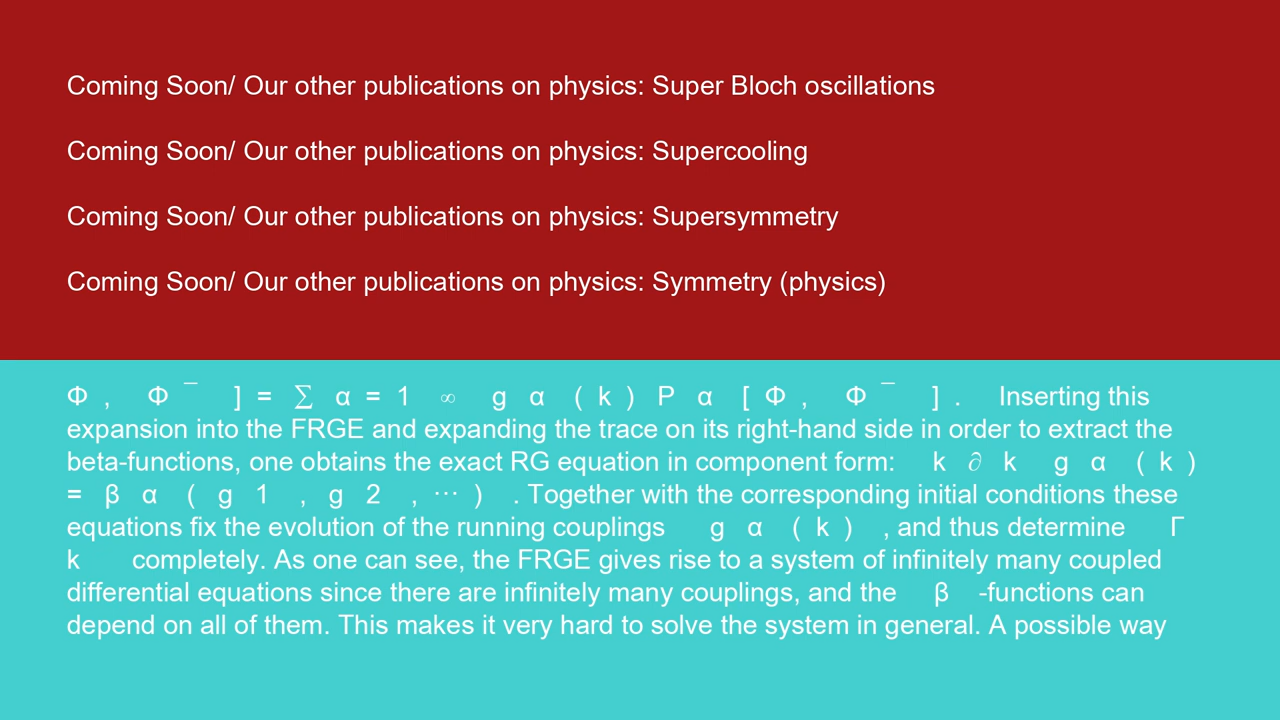 Coming Soon/ Our other publications on physics: Super Bloch oscillations
Coming Soon/ Our other publications on physics: Supercooling
Coming Soon/ Our other publications on physics: Supersymmetry
Coming Soon/ Our other publications on physics: Symmetry (physics)
Φ , Φ ¯ ] = ∑ α = 1 ∞ g α ( k ) P α [ Φ , Φ ¯ ] . Inserting this
expansion into the FRGE and expanding the trace on its right-hand side in order to extract the
beta-functions, one obtains the exact RG equation in component form: k ∂ k g α ( k )
= β α ( g 1 , g 2 , ⋯ ) . Together with the corresponding initial conditions these
equations fix the evolution of the running couplings g α ( k ) , and thus determine Γ
k completely. As one can see, the FRGE gives rise to a system of infinitely many coupled
differential equations since there are infinitely many couplings, and the β -functions can
depend on all of them. This makes it very hard to solve the system in general. A possible way